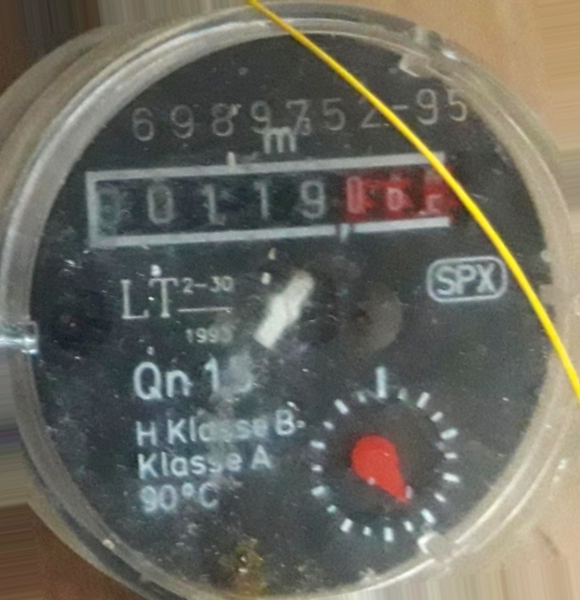 6989752-95
m³
00119
LT 2-30
1995
SPX
Qn 1,5
H Klasse B-
Klasse A
90°C